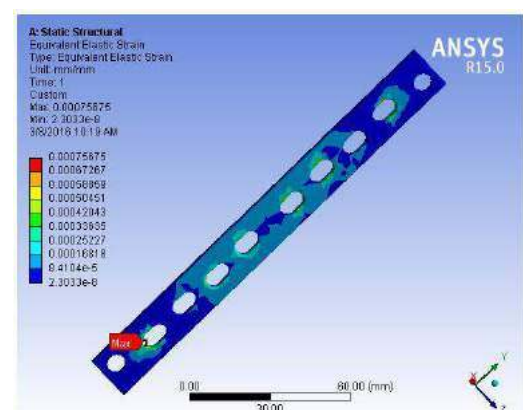 A: Static Structural
Equivalent Elastic Strain
Type: Equivalent Elastic Strain
Unit: mm/mm
Time: 1
Custom
Max: 0.00075675
Min: 2.3033e-8
3/8/2016 10:19 AM
0.00075675
0.00067267
0.00058859
0.00050451
0.00042043
0.00033635
0.00025227
0.00016818
8.4104e-5
2.3033e-8
ANSYS
R15.0
Max
0.00
60.00 (mm)
30.00
X
Y
Z